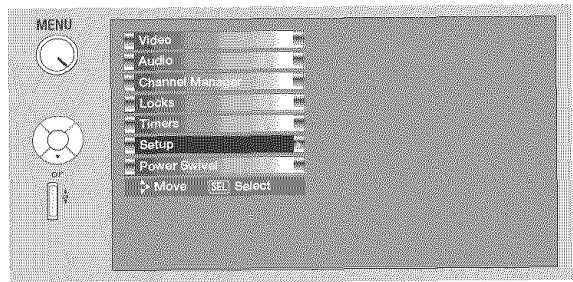 MENU
Video
Audio
Channel Manager
Locks
Timers
Setup
Power Swivel
Move SEL Select
or